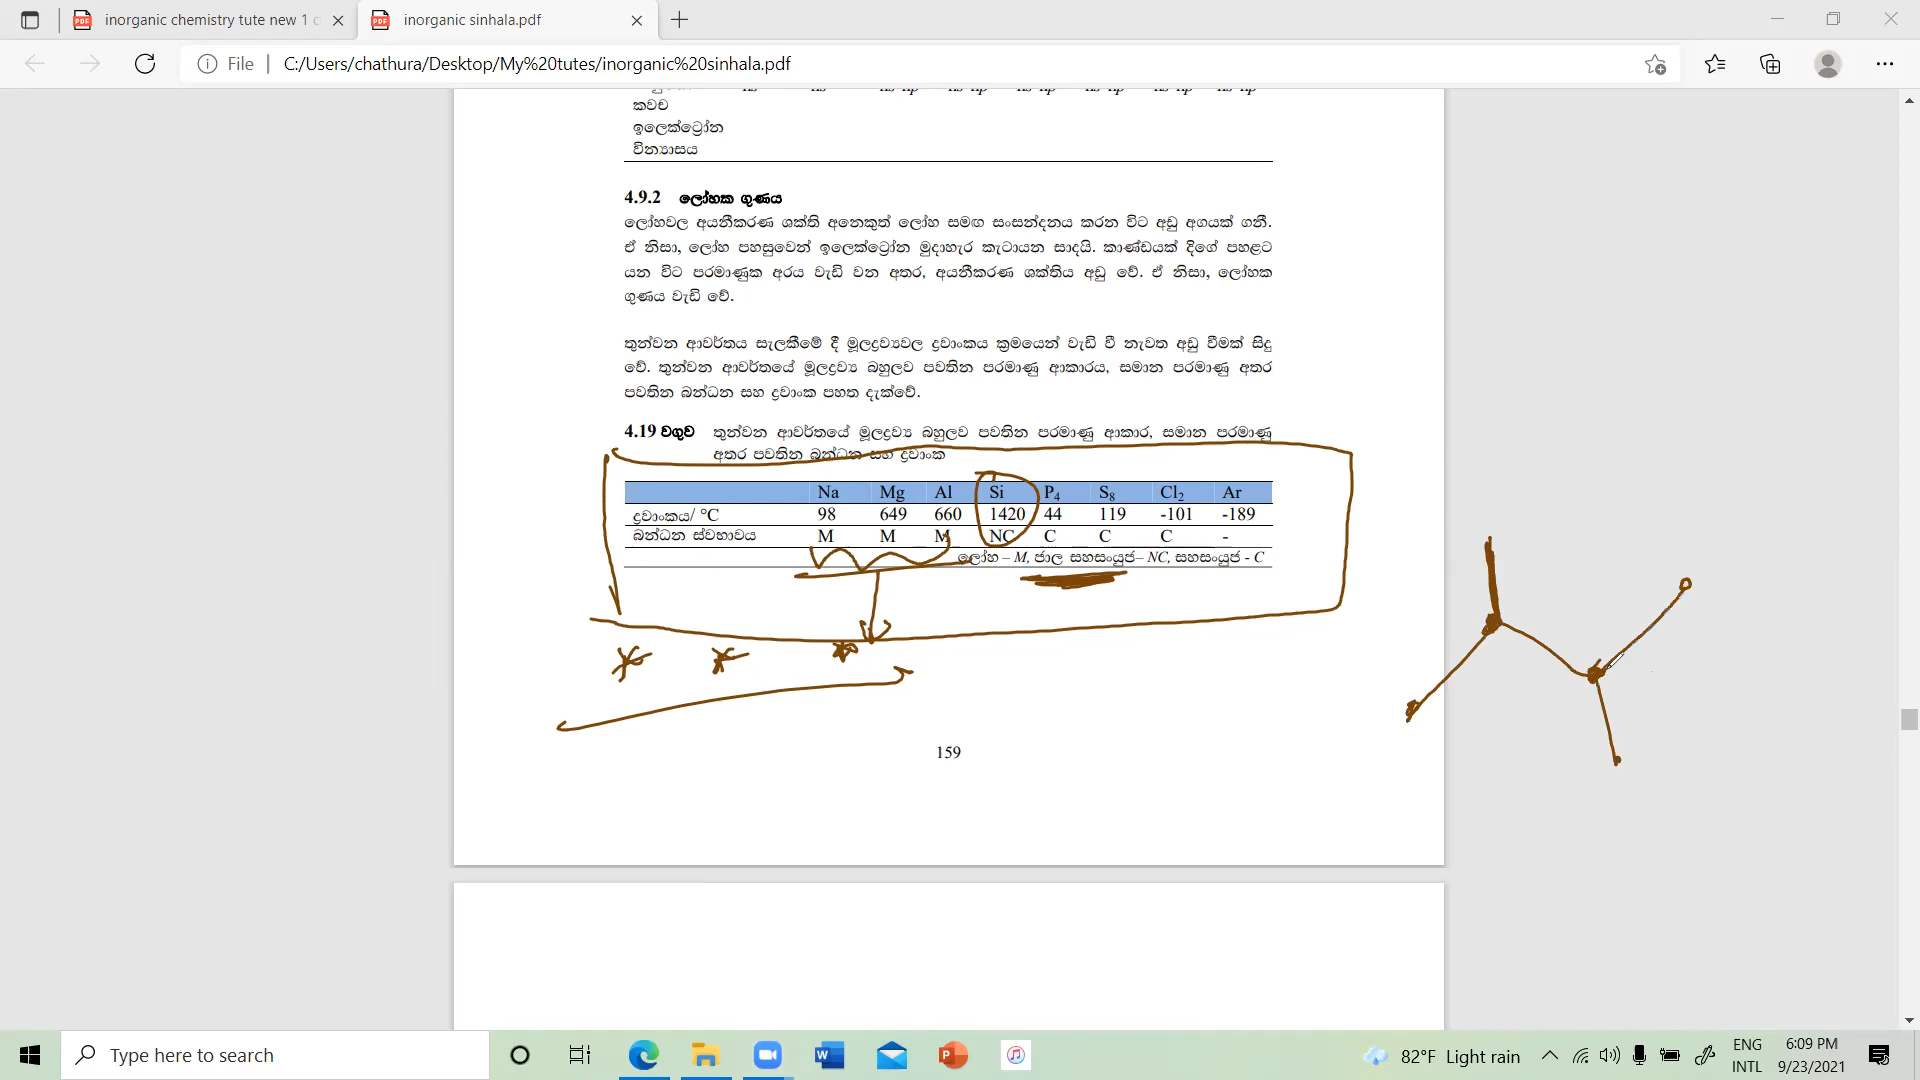 inorganic chemistry tute new 1 c
inorganic sinhala.pdf
File
C:/Users/chathura/Desktop/My%20tutes/inorganic%20sinhala.pdf
කවච
ඉලෙක්ට්‍රෝන
වින්‍යාසය
4.9.2 ලෝහක ගුණය
ලෝහවල අයනීකරණ ශක්ති අනෙකුත් ලෝහ සමඟ සංසන්දනය කරන විට අඩු අගයක් ගනී.
ඒ නිසා, ලෝහ පහසුවෙන් ඉලෙක්ට්‍රෝන මුදාහැර කැටායන සාදයි. කාණ්ඩයක් දිගේ පහළට
යන විට පරමාණුක අරය වැඩි වන අතර, අයනීකරණ ශක්තිය අඩු වේ. ඒ නිසා, ලෝහක
ගුණය වැඩි වේ.
තුන්වන ආවර්තය සැලකීමේ දී මූලද්‍රව්‍යවල ද්‍රවාංකය ක්‍රමයෙන් වැඩි වී නැවත අඩු වීමක් සිදු
වේ. තුන්වන ආවර්තයේ මූලද්‍රව්‍ය බහුලව පවතින පරමාණු ආකාරය, සමාන පරමාණු අතර
පවතින බන්ධන සහ ද්‍රවාංක පහත දැක්වේ.
4.19 වගුව තුන්වන ආවර්තයේ මූලද්‍රව්‍ය බහුලව පවතින පරමාණු ආකාර, සමාන පරමාණු
අතර පවතින බන්ධන සහ ද්‍රවාංක
Na Mg Al Si P₄ S₈ Cl₂ Ar
ද්‍රවාංකය/ °C 98 649 660 1420 44 119 -101 -189
බන්ධන ස්වභාවය M M M NC C C C -
ලෝහ – M, ජාල සහසංයුජ– NC, සහසංයුජ - C
159
Type here to search
82°F Light rain
ENG
INTL
6:09 PM
9/23/2021